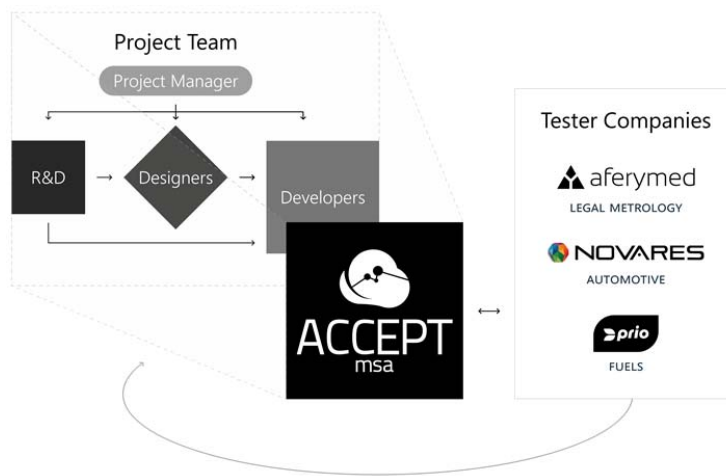 Project Team
Project Manager
R&D
Designers
Developers
ACCEPT
msa
Tester Companies
aferymed
LEGAL METROLOGY
NOVARES
AUTOMOTIVE
prio
FUELS